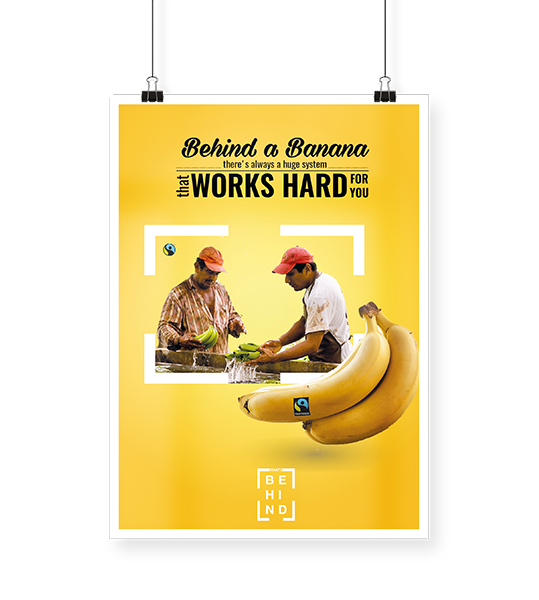 Behind a Banana
there's always a huge system
that WORKS HARD FOR YOU
BE
HI
ND